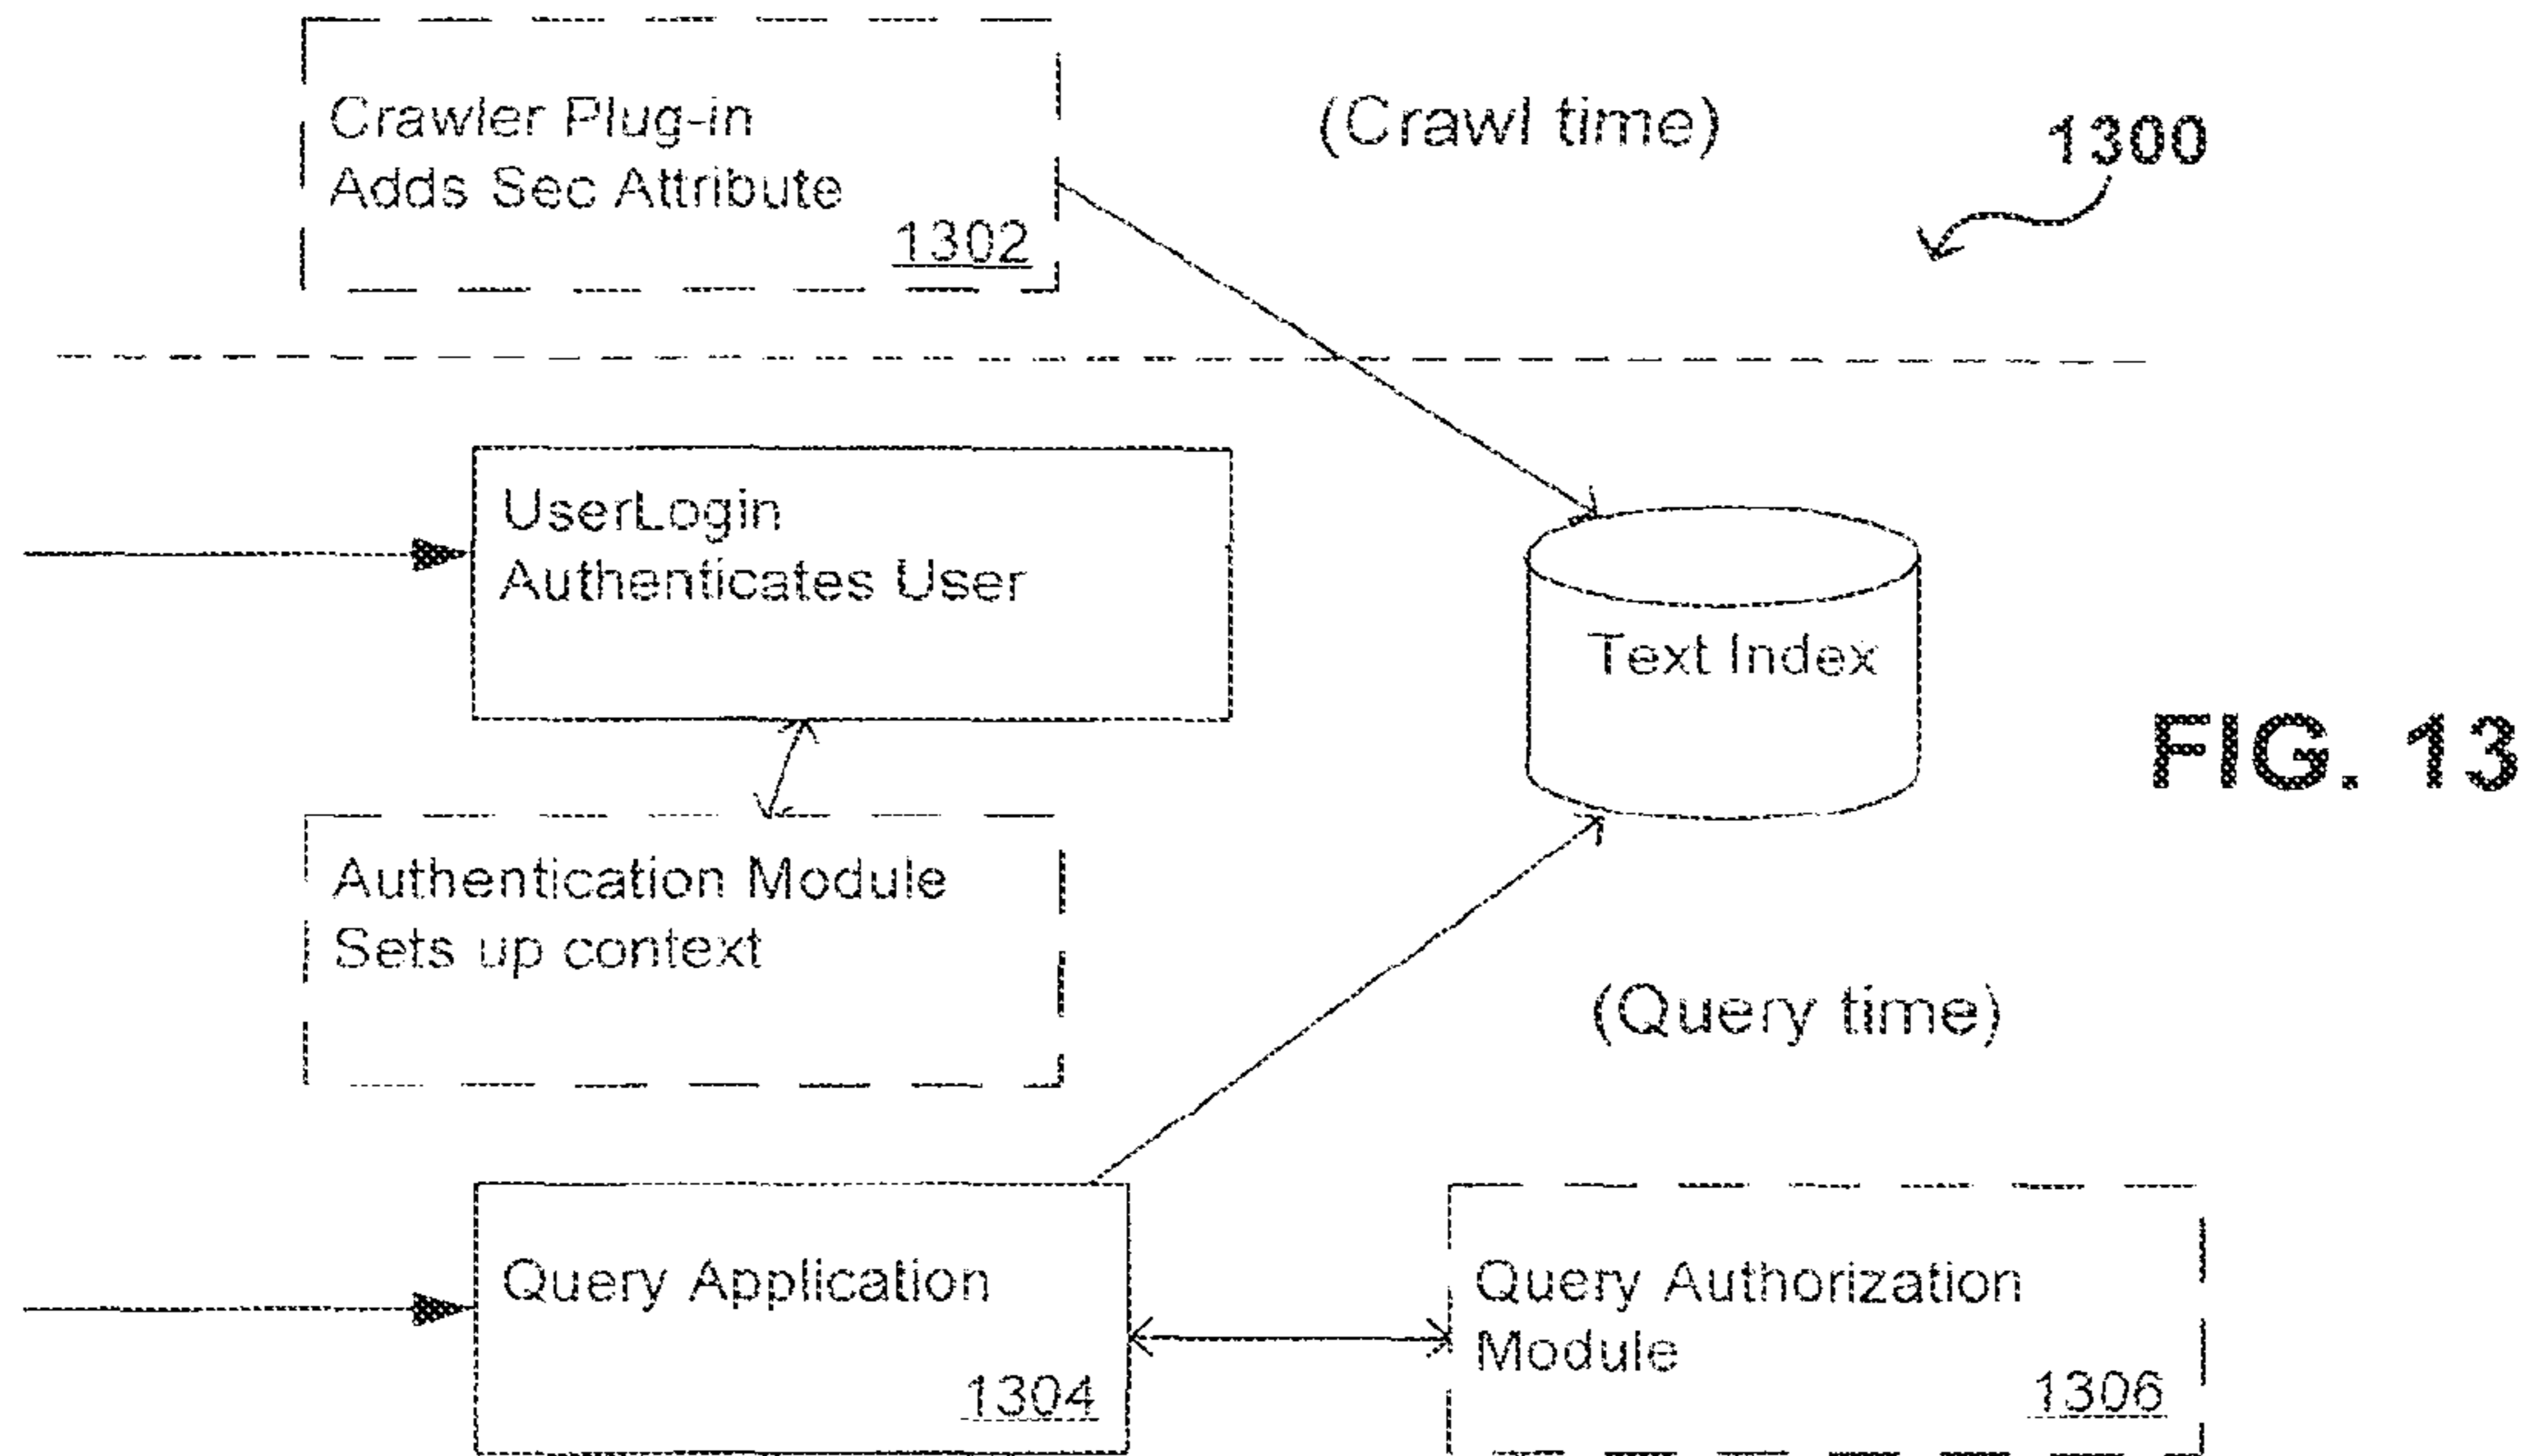 Crawler Plug-in
Adds Sec Attribute
1302
(Crawl time)
1300
UserLogin
Authenticates User
Text Index
FIG. 13
Authentication Module
Sets up context
(Query time)
Query Application
1304
Query Authorization
Module
1306